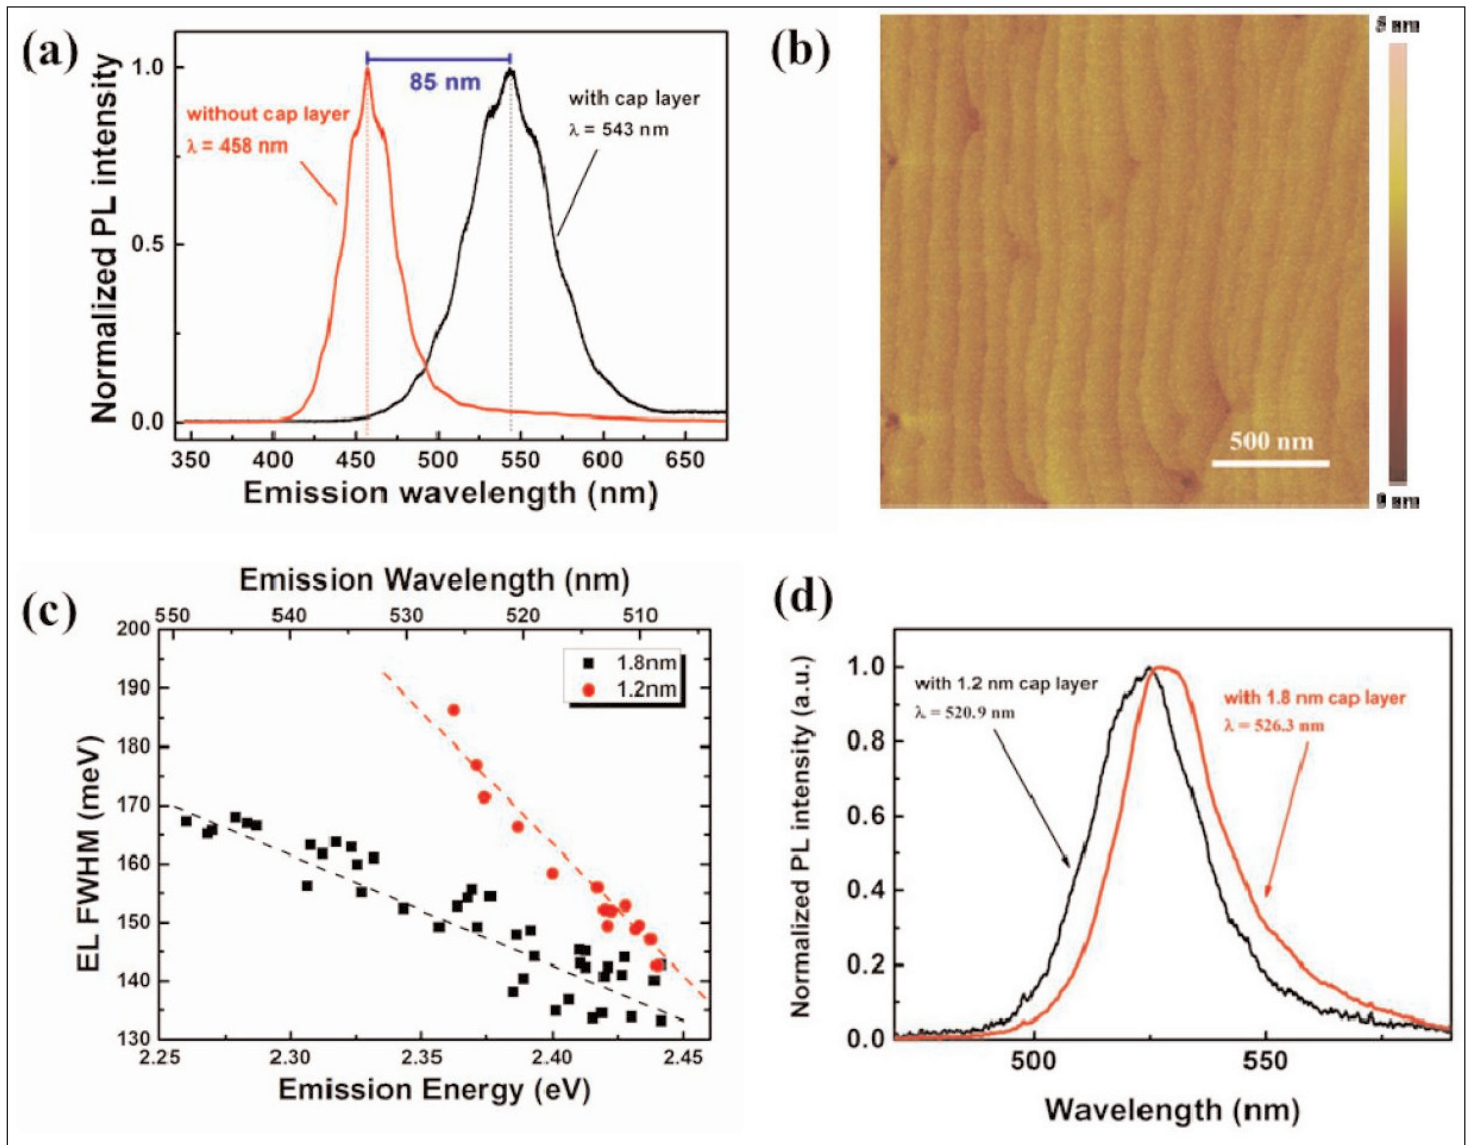 (a)
Normalized PL intensity
1.0
0.5
0.0
85 nm
without cap layer
λ = 458 nm
with cap layer
λ = 543 nm
350 400 450 500 550 600 650
Emission wavelength (nm)
(b)
500 nm
0 nm
(c)
Emission Wavelength (nm)
550 540 530 520 510
EL FWHM (meV)
200
190
180
170
160
150
140
130
1.8nm
1.2nm
2.25 2.30 2.35 2.40 2.45
Emission Energy (eV)
(d)
Normalized PL intensity (a.u.)
1.0
0.8
0.6
0.4
0.2
0.0
with 1.2 nm cap layer
λ = 520.9 nm
with 1.8 nm cap layer
λ = 526.3 nm
500 550
Wavelength (nm)